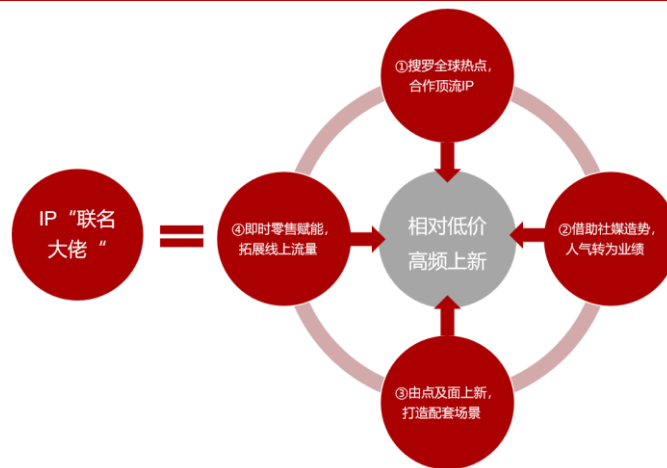 ①搜罗全球热点，
合作顶流IP
IP“联名
大佬“
④即时零售赋能，
拓展线上流量
相对低价
高频上新
②借助社媒造势，
人气转为业绩
③由点及面上新，
打造配套场景